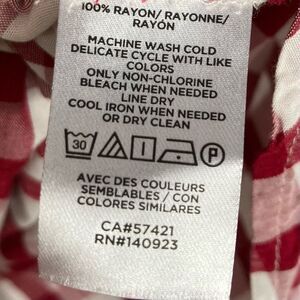 100% RAYON/ RAYONNE/
RAYÓN
MACHINE WASH COLD
DELICATE CYCLE WITH LIKE
COLORS
ONLY NON-CHLORINE
BLEACH WHEN NEEDED
LINE DRY
COOL IRON WHEN NEEDED
OR DRY CLEAN
30 P
AVEC DES COULEURS
SEMBLABLES / CON
COLORES SIMILARES
CA#57421
RN#140923